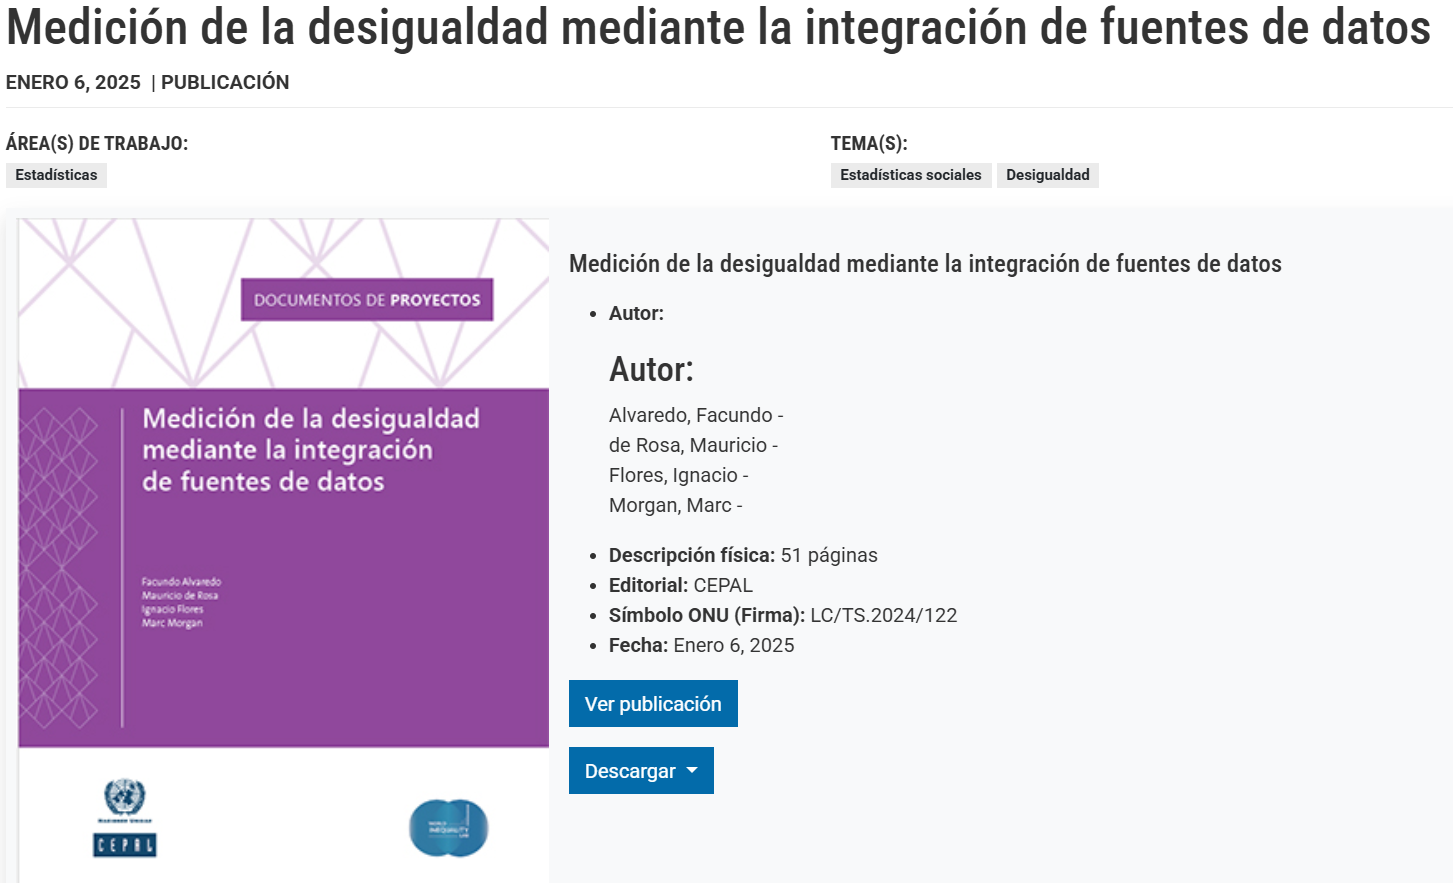 Medición de la desigualdad mediante la integración de fuentes de datos
ENERO 6, 2025 | PUBLICACIÓN
ÁREA(S) DE TRABAJO:
Estadísticas
TEMA(S):
Estadísticas sociales
Desigualdad
DOCUMENTOS DE PROYECTOS
Medición de la desigualdad
mediante la integración
de fuentes de datos
Facundo Alvaredo
Mauricio de Rosa
Ignacio Flores
Marc Morgan
NACIONES UNIDAS
CEPAL
WORLD
INEQUALITY
LAB
Medición de la desigualdad mediante la integración de fuentes de datos
• Autor:
Autor:
Alvaredo, Facundo -
de Rosa, Mauricio -
Flores, Ignacio -
Morgan, Marc -
• Descripción física: 51 páginas
• Editorial: CEPAL
• Símbolo ONU (Firma): LC/TS.2024/122
• Fecha: Enero 6, 2025
Ver publicación
Descargar